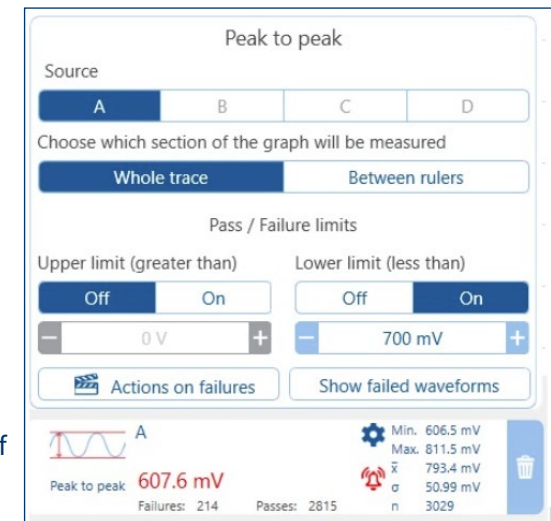 Peak to peak
Source
A B C D
Choose which section of the graph will be measured
Whole trace Between rulers
Pass / Failure limits
Upper limit (greater than) Lower limit (less than)
Off On Off On
− 0 V + − 700 mV +
Actions on failures Show failed waveforms
f
A
Min. 606.5 mV
Max. 811.5 mV
Peak to peak 607.6 mV x̄ 793.4 mV
σ 50.99 mV
Failures: 214 Passes: 2815 n 3029